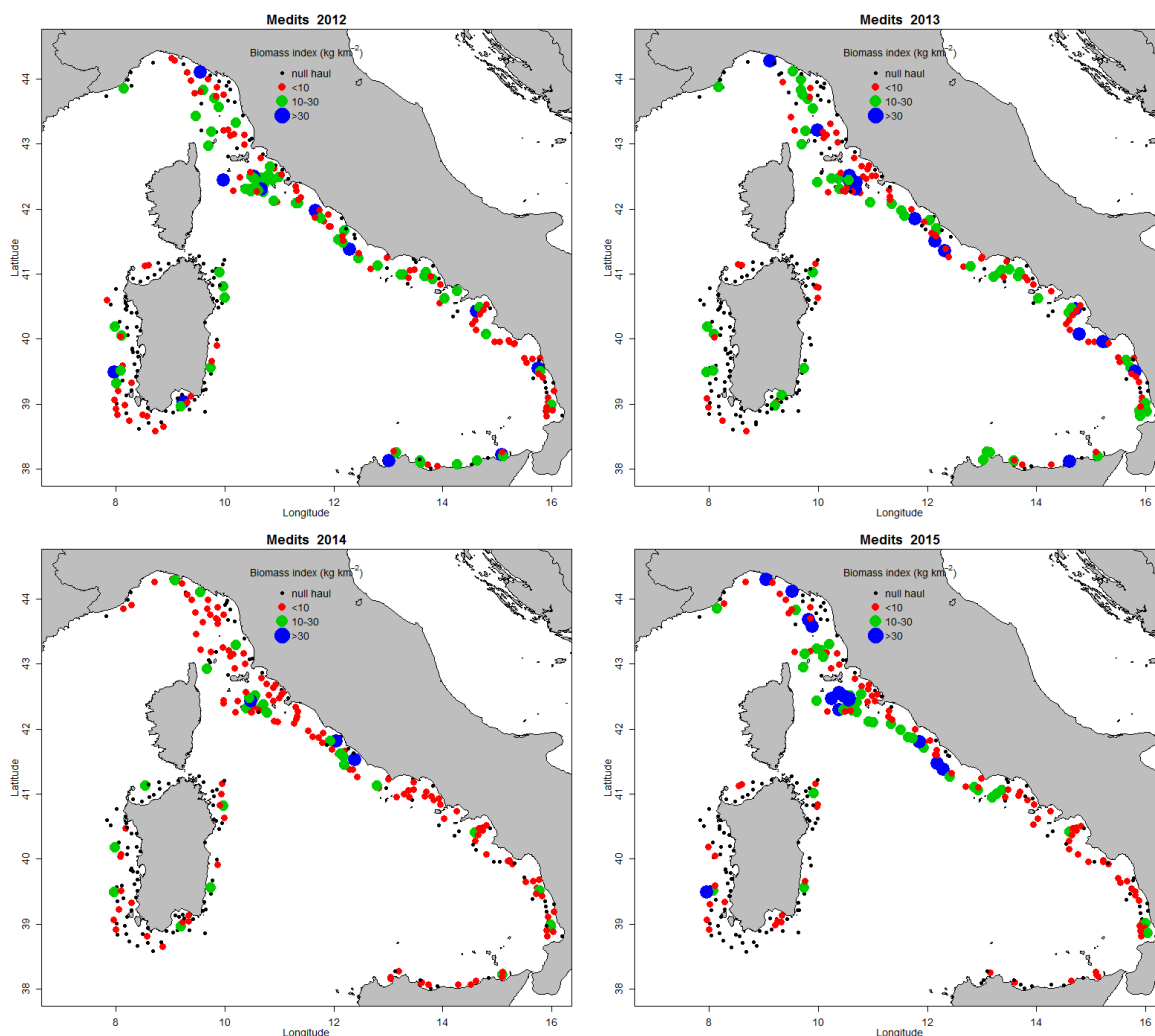 Medits 2012
Biomass index (kg km⁻²)
null haul
<10
10-30
>30
Latitude
44
43
42
41
40
39
38
8 10 12 14 16
Longitude
Medits 2013
Biomass index (kg km⁻²)
null haul
<10
10-30
>30
Latitude
44
43
42
41
40
39
38
8 10 12 14 16
Longitude
Medits 2014
Biomass index (kg km⁻²)
null haul
<10
10-30
>30
Latitude
44
43
42
41
40
39
38
8 10 12 14 16
Longitude
Medits 2015
Biomass index (kg km⁻²)
null haul
<10
10-30
>30
Latitude
44
43
42
41
40
39
38
8 10 12 14 16
Longitude